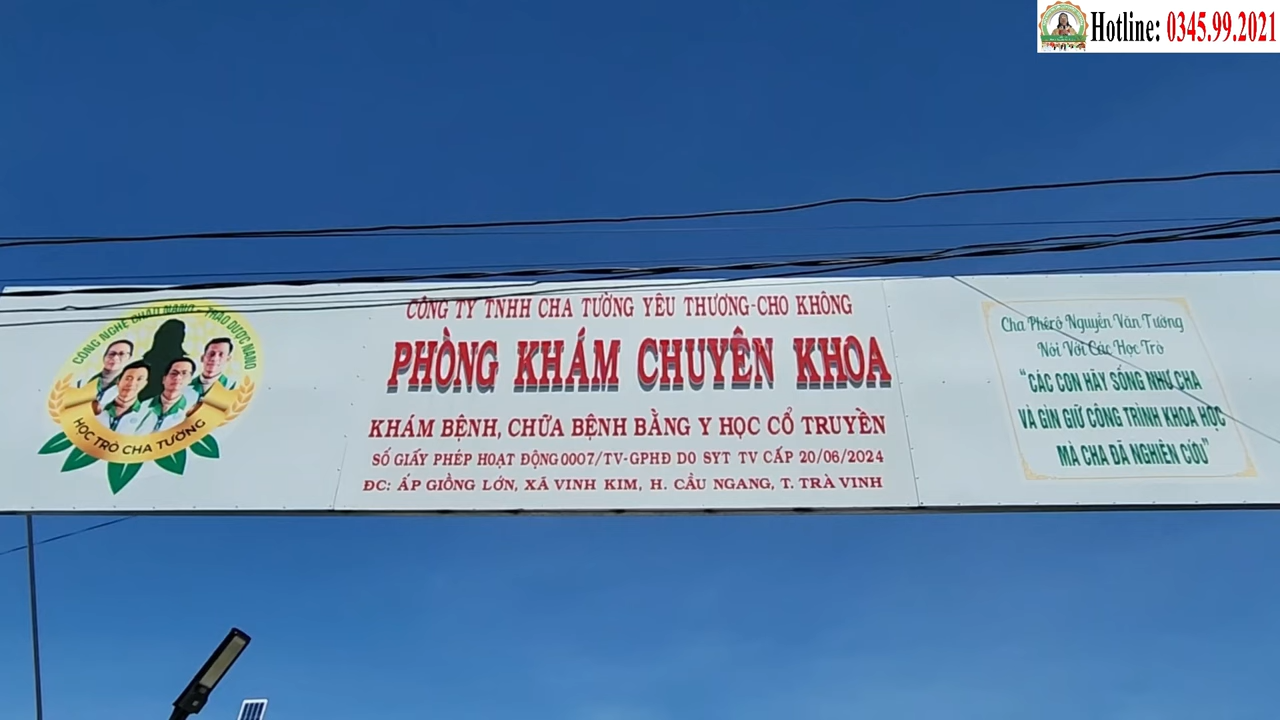 Hotline: 0345.99.2021
CÔNG NGHỆ CHÂU NANO - THẢO DƯỢC NANO
HỌC TRÒ CHA TƯỜNG
CÔNG TY TNHH CHA TƯỜNG YÊU THƯƠNG-CHO KHÔNG
PHÒNG KHÁM CHUYÊN KHOA
KHÁM BỆNH, CHỮA BỆNH BẰNG Y HỌC CỔ TRUYỀN
SỐ GIẤY PHÉP HOẠT ĐỘNG 0007/TV-GPHĐ DO SYT TV CẤP 20/06/2024
ĐC: ẤP GIỒNG LỚN, XÃ VINH KIM, H. CẦU NGANG, T. TRÀ VINH
Cha Phêrô Nguyễn Văn Tường
Nói Với Các Học Trò
"CÁC CON HÃY SỐNG NHƯ CHA
VÀ GÌN GIỮ CÔNG TRÌNH KHOA HỌC
MÀ CHA ĐÃ NGHIÊN CỨU"